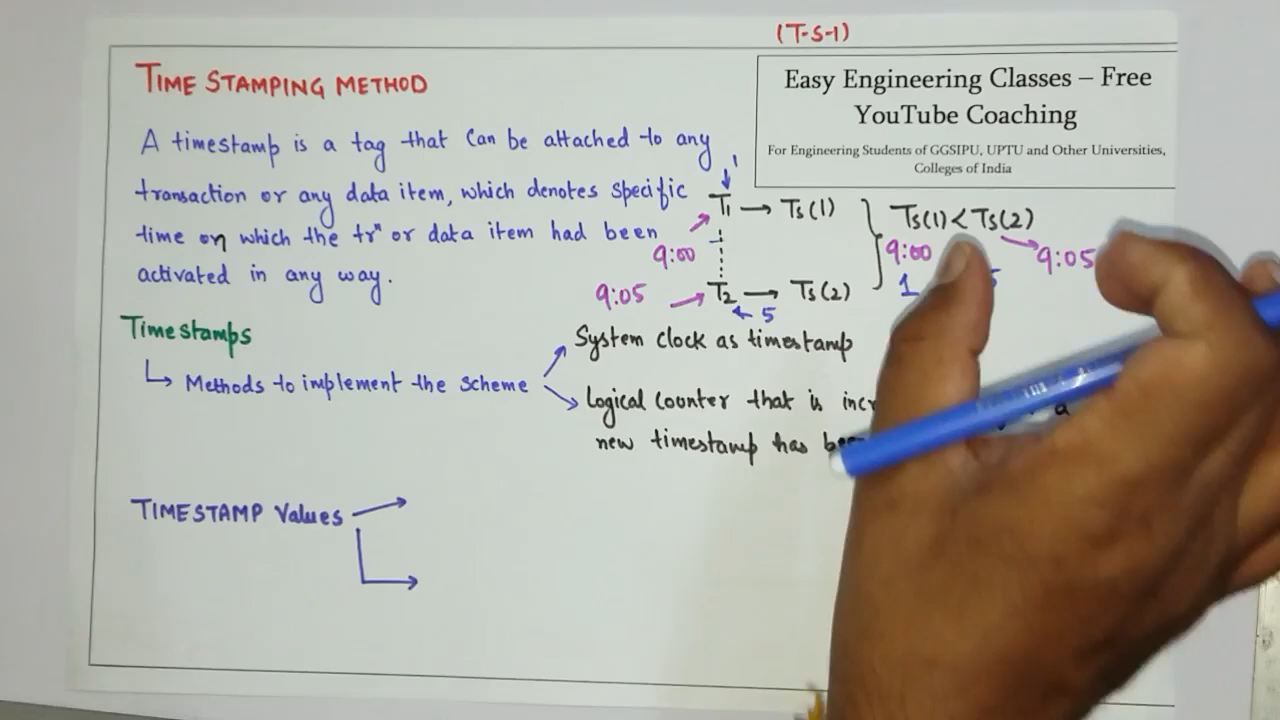 (T-S-1)
TIME STAMPING METHOD
Easy Engineering Classes – Free
YouTube Coaching
For Engineering Students of GGSIPU, UPTU and Other Universities,
Colleges of India
A timestamp is a tag that can be attached to any
transaction or any data item, which denotes specific
time on which the trⁿ or data item had been
activated in any way.
1
T1 → Ts(1)
9:00
9:05
T2 → Ts(2)
5
Ts(1) < Ts(2)
9:00
9:05
1
5
Timestamps
Methods to implement the scheme
System clock as timestamp
Logical counter that is incr
a
new timestamp has been
TIMESTAMP Values